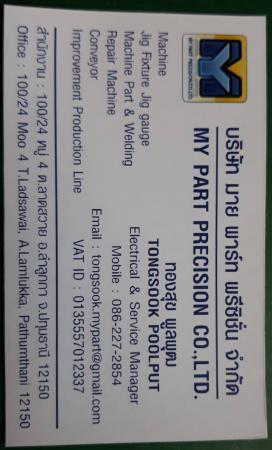 MY
MY PART PRECISION CO.,LTD.
บริษัท มาย พาร์ท พรีซิชั่น จำกัด
MY PART PRECISION CO.,LTD.
ทองสุข พูลพุฒ
TONGSOOK POOLPUT
Electrical & Service Manager
Mobile : 086-227-2854
Email : tongsook.mypart@gmail.com
VAT ID : 0135557012337
Machine
Jig Fixture Jig gauge
Machine Part & Welding
Repair Machine
Conveyor
Improvement Production Line
สำนักงาน : 100/24 หมู่ 4 ต.ลาดสวาย อ.ลำลูกกา จ.ปทุมธานี 12150
Office : 100/24 Moo 4 T.Ladsawai, A.Lamlukka, Pathumthani 12150